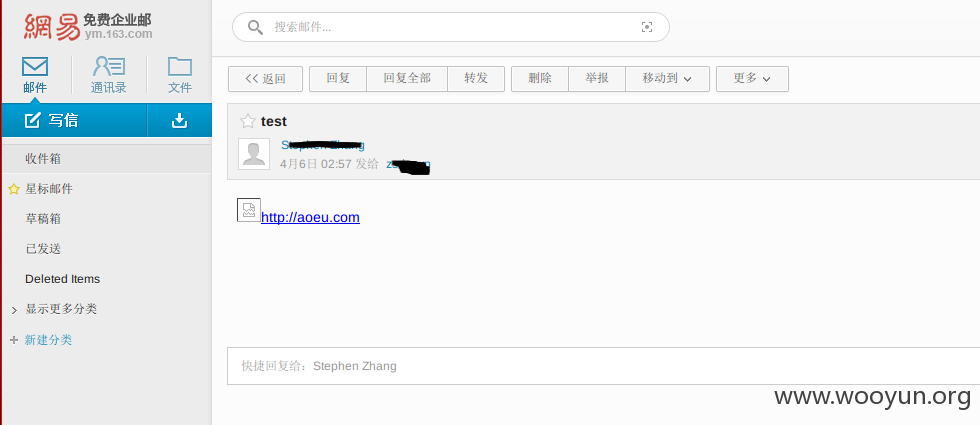 網易 免费企业邮
ym.163.com
搜索邮件...
邮件 通讯录 文件
写信
<< 返回 回复 回复全部 转发 删除 举报 移动到 更多
收件箱
星标邮件
草稿箱
已发送
Deleted Items
显示更多分类
新建分类
test
4月6日 02:57 发给
http://aoeu.com
快捷回复给：Stephen Zhang
www.wooyun.org